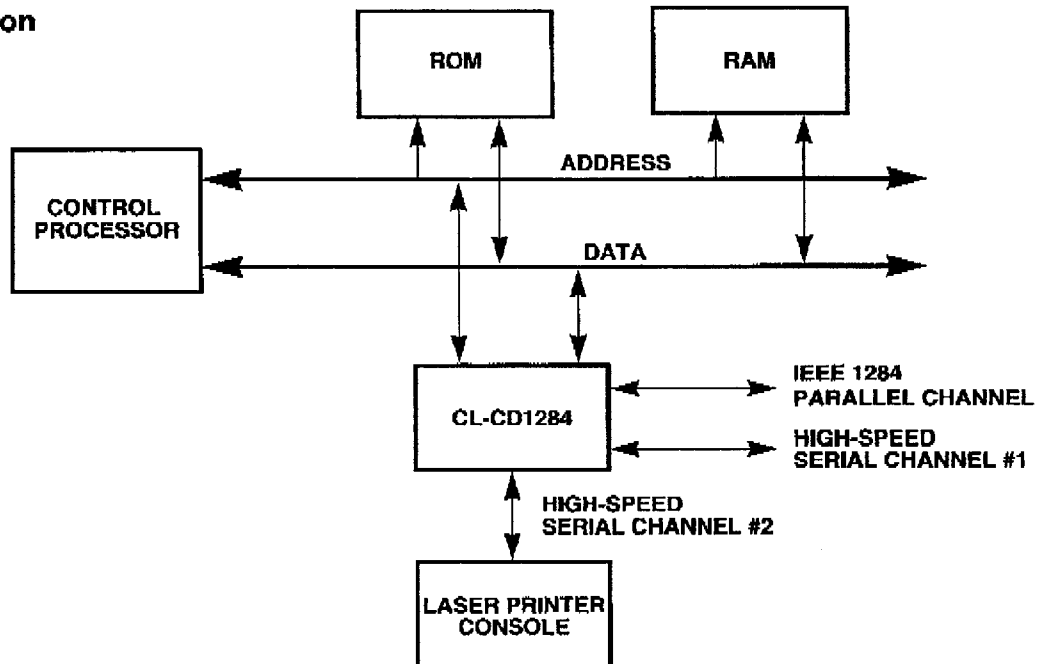 on
ROM
RAM
ADDRESS
CONTROL
PROCESSOR
DATA
IEEE 1284
PARALLEL CHANNEL
CL-CD1284
HIGH-SPEED
SERIAL CHANNEL #1
HIGH-SPEED
SERIAL CHANNEL #2
LASER PRINTER
CONSOLE